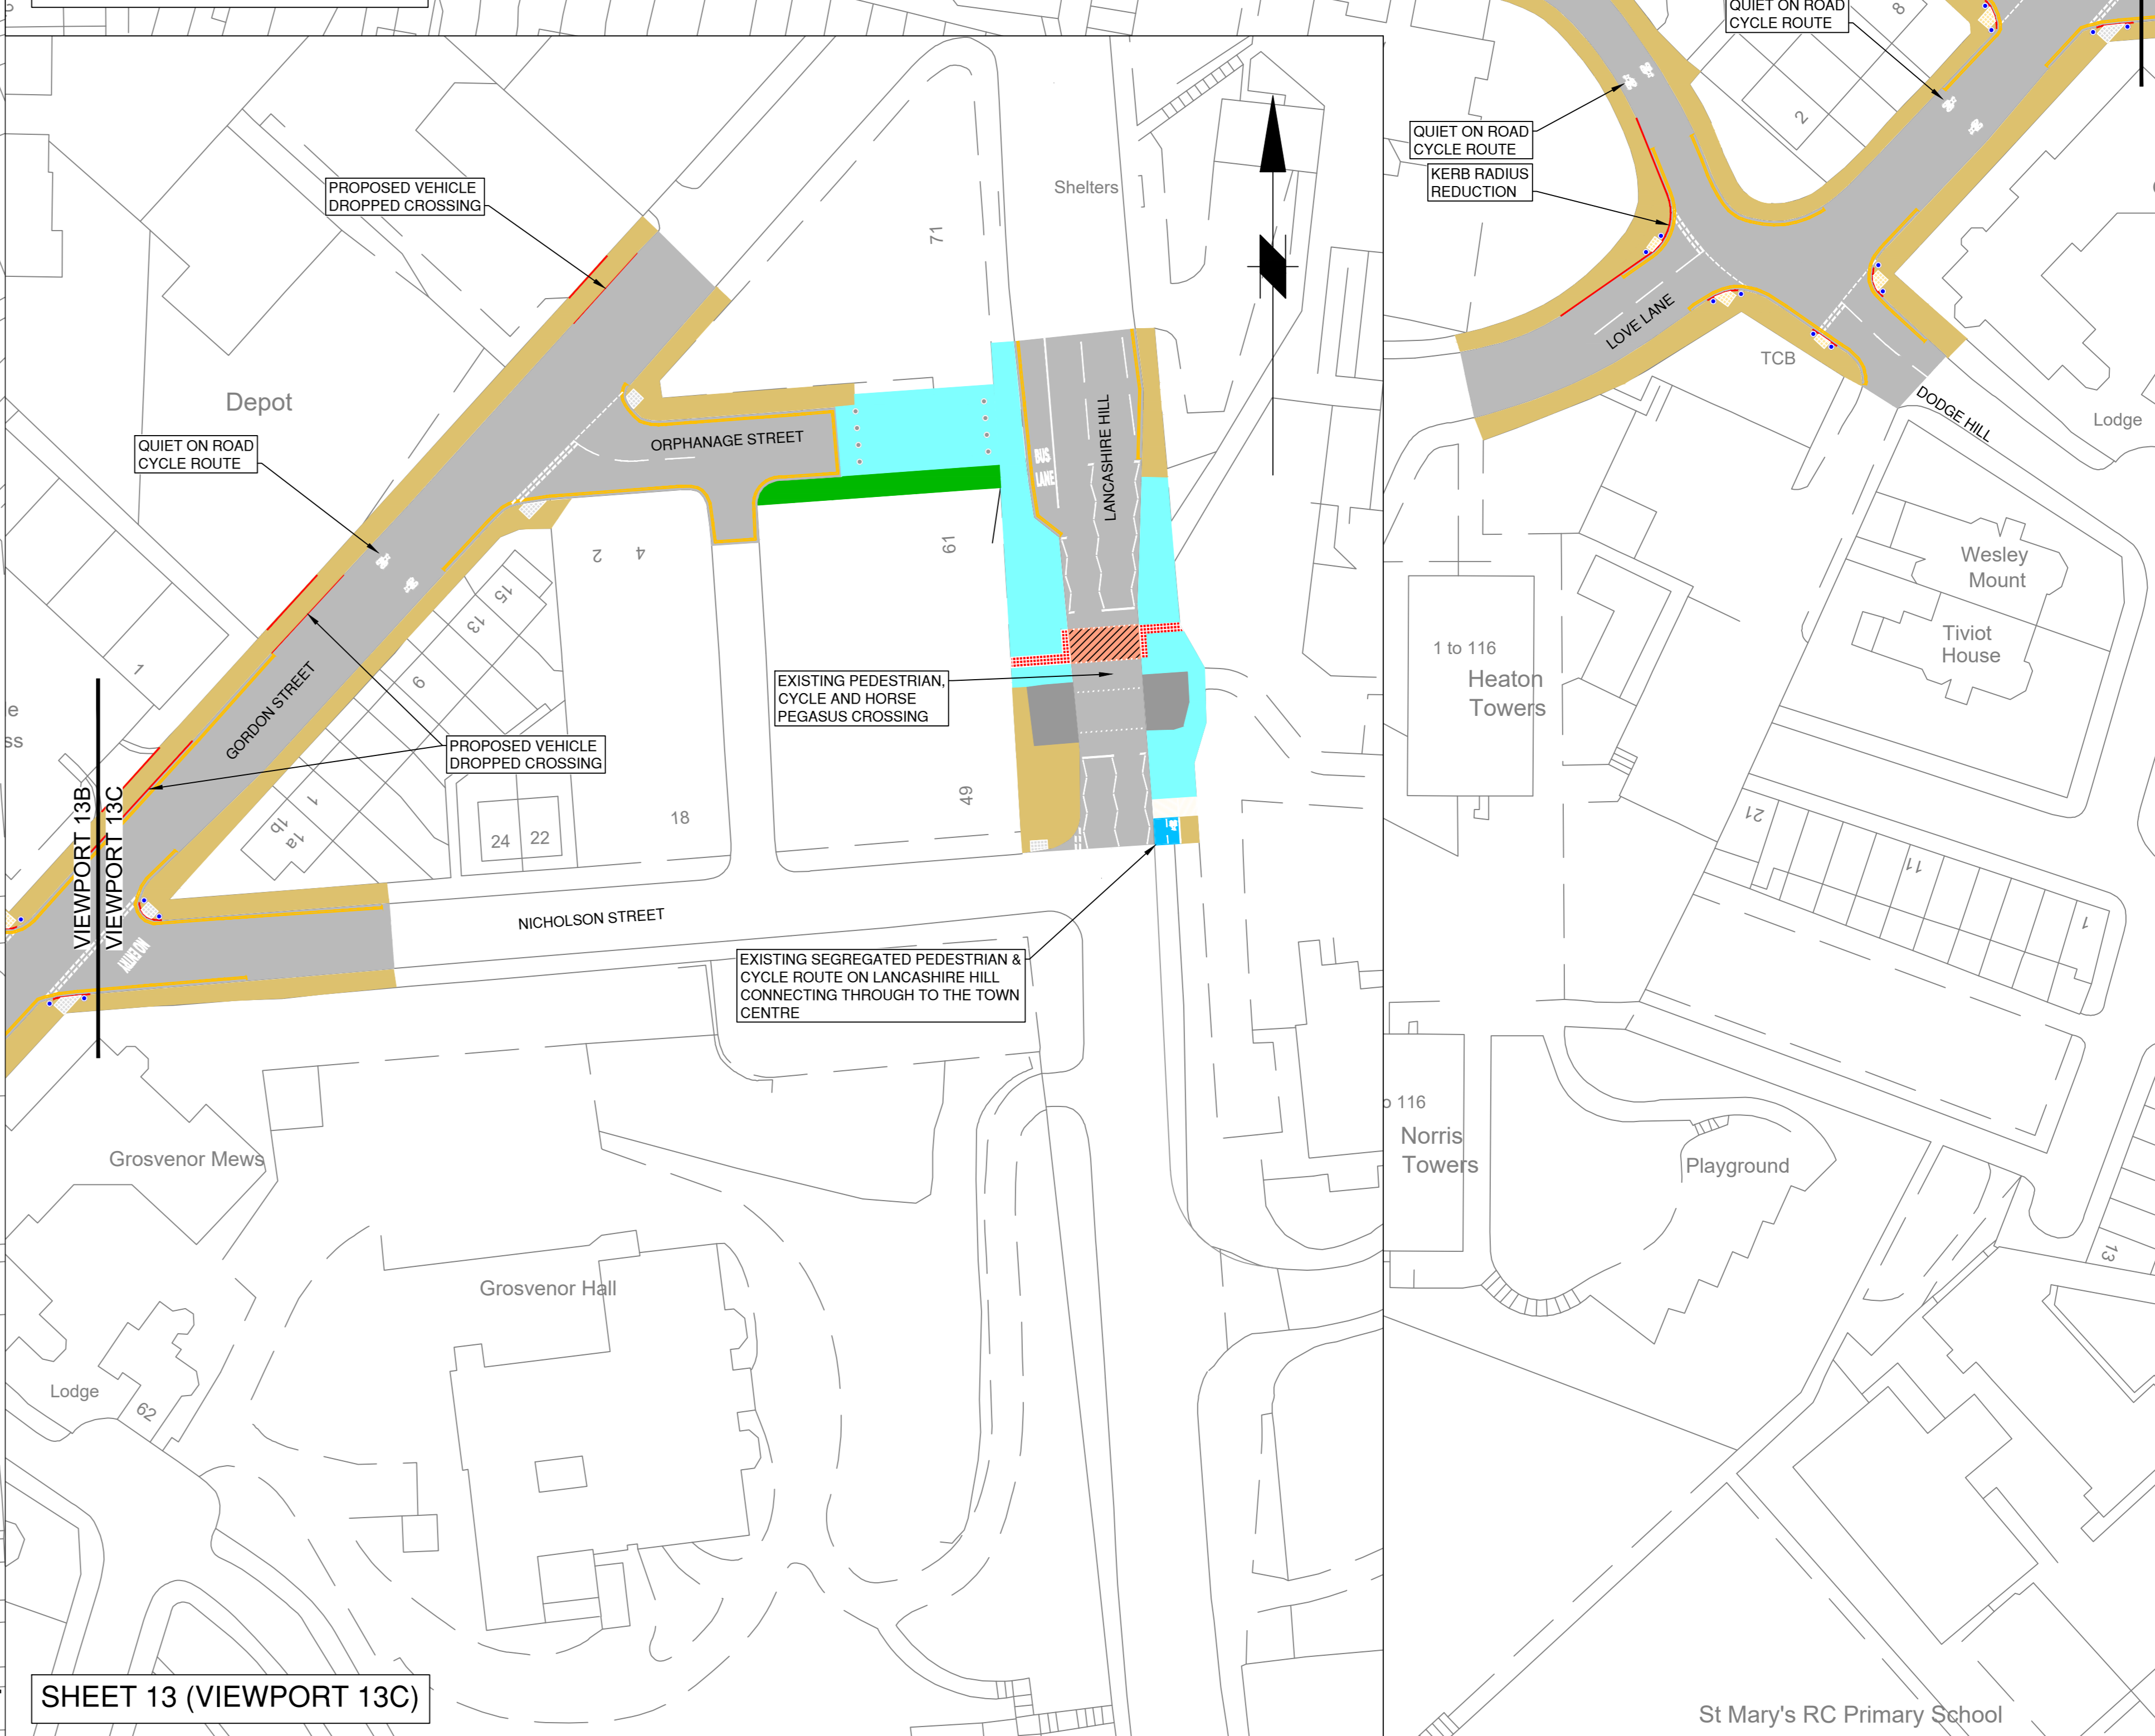 QUIET ON ROAD
CYCLE ROUTE
8
2
QUIET ON ROAD
CYCLE ROUTE
KERB RADIUS
REDUCTION
LOVE LANE
TCB
DODGE HILL
Lodge
PROPOSED VEHICLE
DROPPED CROSSING
Shelters
71
Depot
QUIET ON ROAD
CYCLE ROUTE
ORPHANAGE STREET
BUS
LANE
LANCASHIRE HILL
2
4
61
15
13
9
1
GORDON STREET
EXISTING PEDESTRIAN,
CYCLE AND HORSE
PEGASUS CROSSING
PROPOSED VEHICLE
DROPPED CROSSING
VIEWPORT 13B
VIEWPORT 13C
1
1a
1b
24
22
18
49
NICHOLSON STREET
NO ENTRY
EXISTING SEGREGATED PEDESTRIAN &
CYCLE ROUTE ON LANCASHIRE HILL
CONNECTING THROUGH TO THE TOWN
CENTRE
Wesley
Mount
Tiviot
House
1 to 116
Heaton
Towers
21
11
1
o 116
Norris
Towers
Playground
13
Grosvenor Mews
Grosvenor Hall
Lodge
62
SHEET 13 (VIEWPORT 13C)
St Mary's RC Primary School